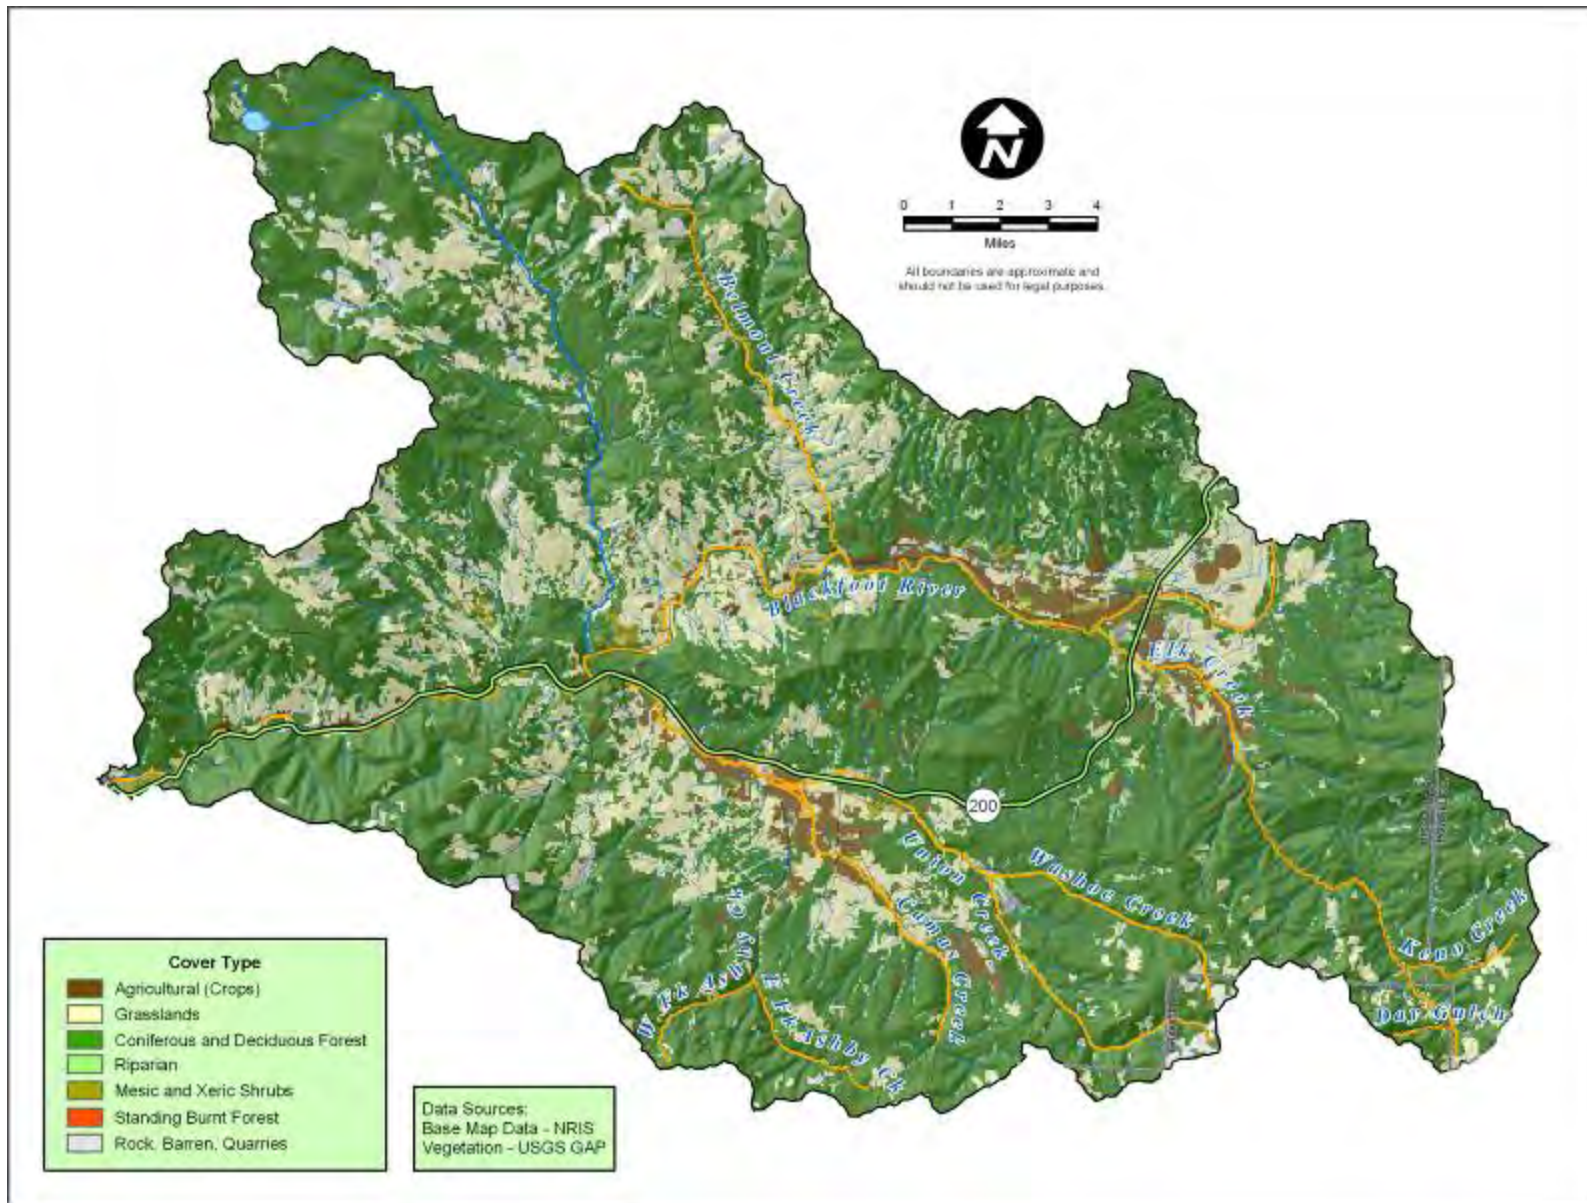 N
0 1 2 3 4
Miles
All boundaries are approximate and
should not be used for legal purposes.
Belmont Creek
Blackfoot River
Elk Creek
200
Union Creek
Washoe Creek
Camas Creek
W Fk Ashby Ck
E Fk Ashby Ck
Keno Creek
Day Gulch
Cover Type
Agricultural (Crops)
Grasslands
Coniferous and Deciduous Forest
Riparian
Mesic and Xeric Shrubs
Standing Burnt Forest
Rock, Barren, Quarries
Data Sources:
Base Map Data - NRIS
Vegetation - USGS GAP